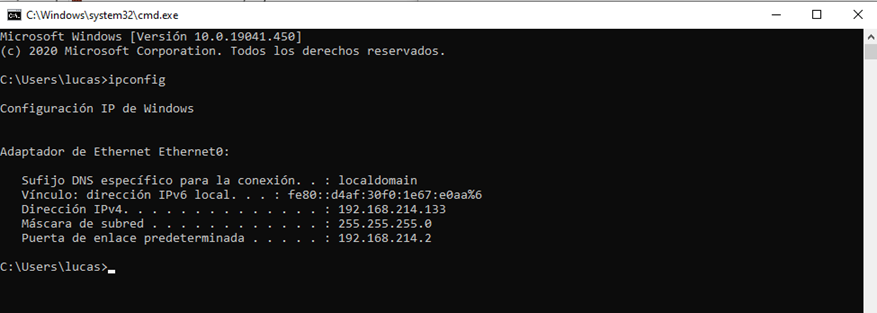 C:\Windows\system32\cmd.exe
Microsoft Windows [Versión 10.0.19041.450]
(c) 2020 Microsoft Corporation. Todos los derechos reservados.
C:\Users\lucas>ipconfig
Configuración IP de Windows
Adaptador de Ethernet Ethernet0:
Sufijo DNS específico para la conexión. . : localdomain
Vínculo: dirección IPv6 local. . . : fe80::d4af:30f0:1e67:e0aa%6
Dirección IPv4. . . . . . . . . . . . . . : 192.168.214.133
Máscara de subred . . . . . . . . . . . . : 255.255.255.0
Puerta de enlace predeterminada . . . . . : 192.168.214.2
C:\Users\lucas>